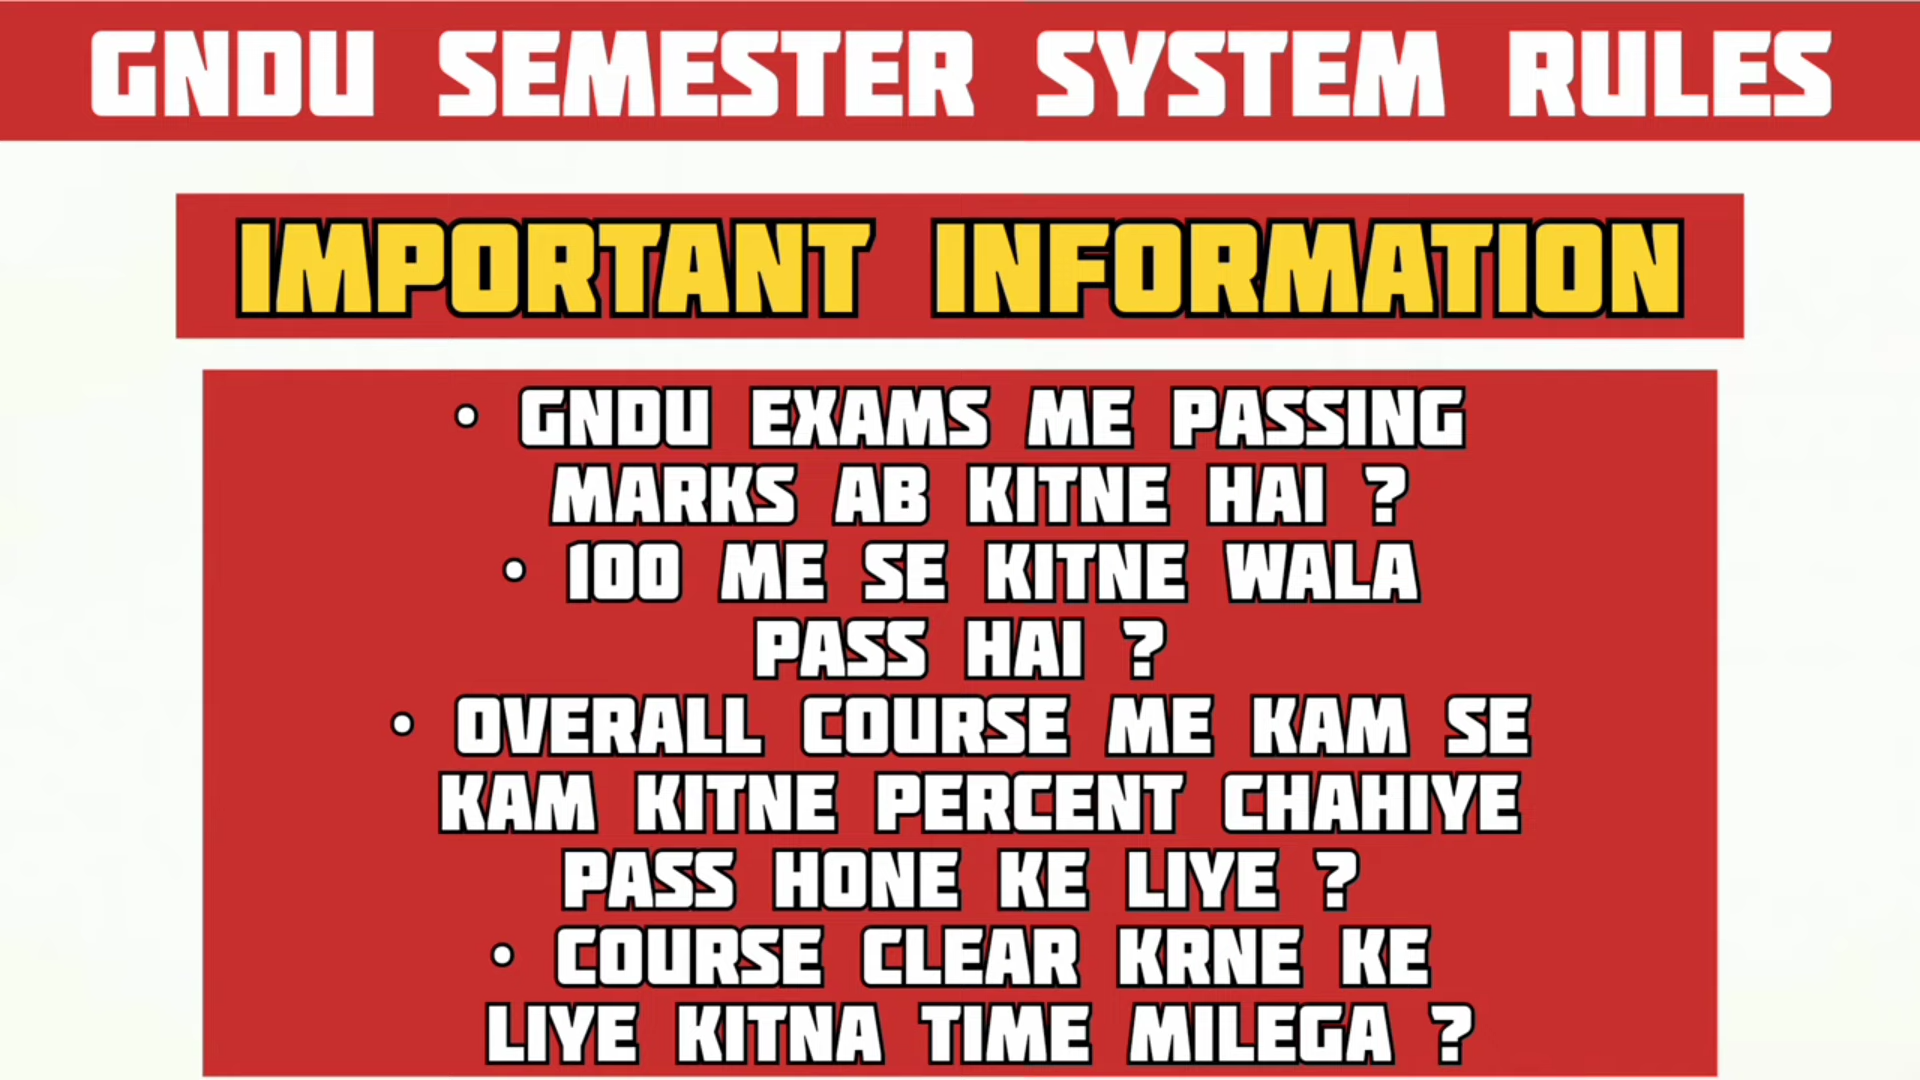 GNDU SEMESTER SYSTEM RULES
IMPORTANT INFORMATION
• GNDU EXAMS ME PASSING
MARKS AB KITNE HAI ?
• 100 ME SE KITNE WALA
PASS HAI ?
• OVERALL COURSE ME KAM SE
KAM KITNE PERCENT CHAHIYE
PASS HONE KE LIYE ?
• COURSE CLEAR KRNE KE
LIYE KITNA TIME MILEGA ?